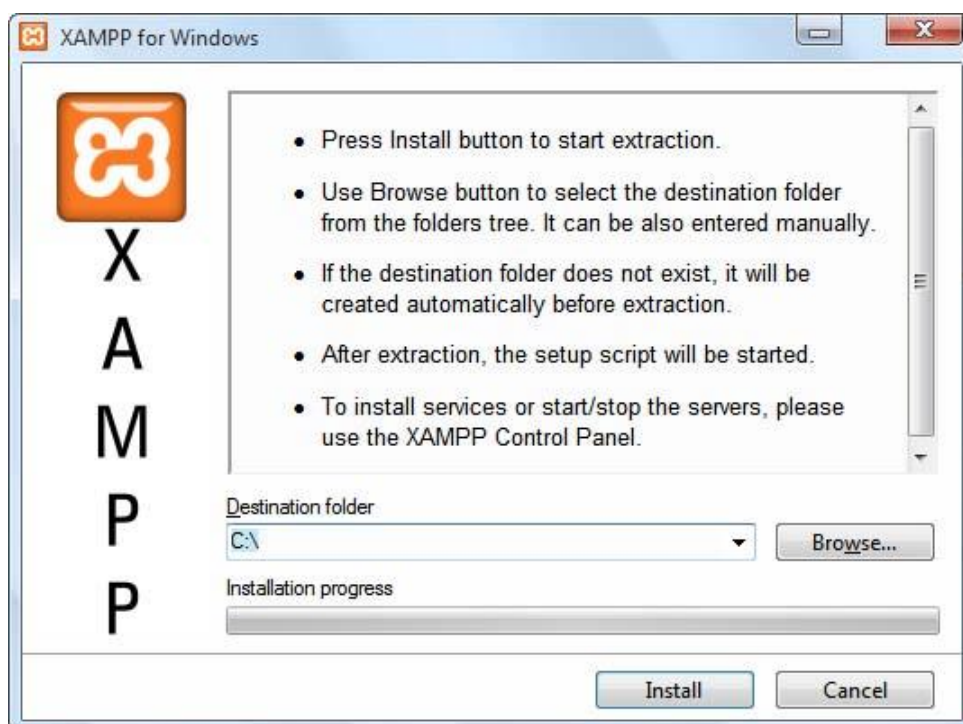 XAMPP for Windows
• Press Install button to start extraction.
• Use Browse button to select the destination folder
from the folders tree. It can be also entered manually.
• If the destination folder does not exist, it will be
created automatically before extraction.
• After extraction, the setup script will be started.
• To install services or start/stop the servers, please
use the XAMPP Control Panel.
X
A
M
P
P
Destination folder
C:\
Browse...
Installation progress
Install
Cancel